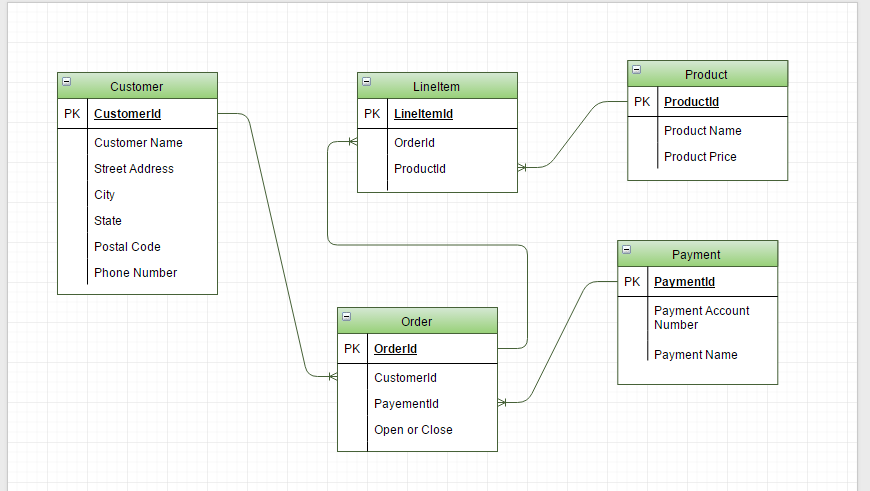 Customer
PK CustomerId
Customer Name
Street Address
City
State
Postal Code
Phone Number
LineItem
PK LineItemId
OrderId
ProductId
Product
PK ProductId
Product Name
Product Price
Order
PK OrderId
CustomerId
PayementId
Open or Close
Payment
PK PaymentId
Payment Account
Number
Payment Name